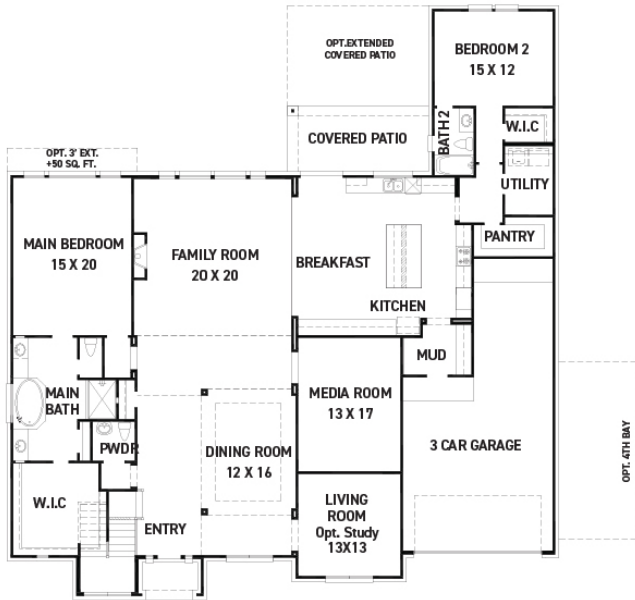 OPT.EXTENDED
COVERED PATIO
BEDROOM 2
15 X 12
BATH 2
W.I.C
COVERED PATIO
OPT. 3' EXT.
+50 SQ. FT.
UTILITY
PANTRY
MAIN BEDROOM
15 X 20
FAMILY ROOM
20 X 20
BREAKFAST
KITCHEN
MUD
MAIN
BATH
MEDIA ROOM
13 X 17
PWDR
DINING ROOM
12 X 16
3 CAR GARAGE
OPT. 4TH BAY
W.I.C
ENTRY
LIVING
ROOM
Opt. Study
13X13